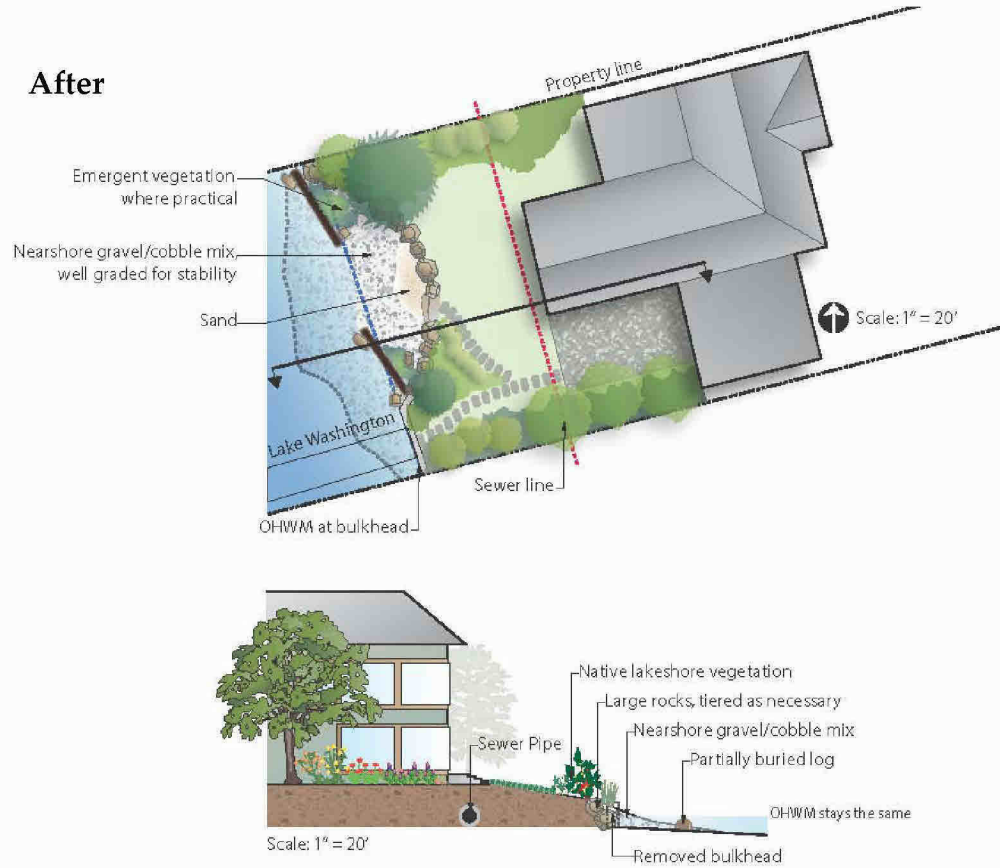 After
Property line
Emergent vegetation
where practical
Nearshore gravel/cobble mix,
well graded for stability
Sand
Scale: 1" = 20'
Lake Washington
Sewer line
OHWM at bulkhead
Native lakeshore vegetation
Large rocks, tiered as necessary
Nearshore gravel/cobble mix
Sewer Pipe
Partially buried log
OHWM stays the same
Scale: 1" = 20'
Removed bulkhead